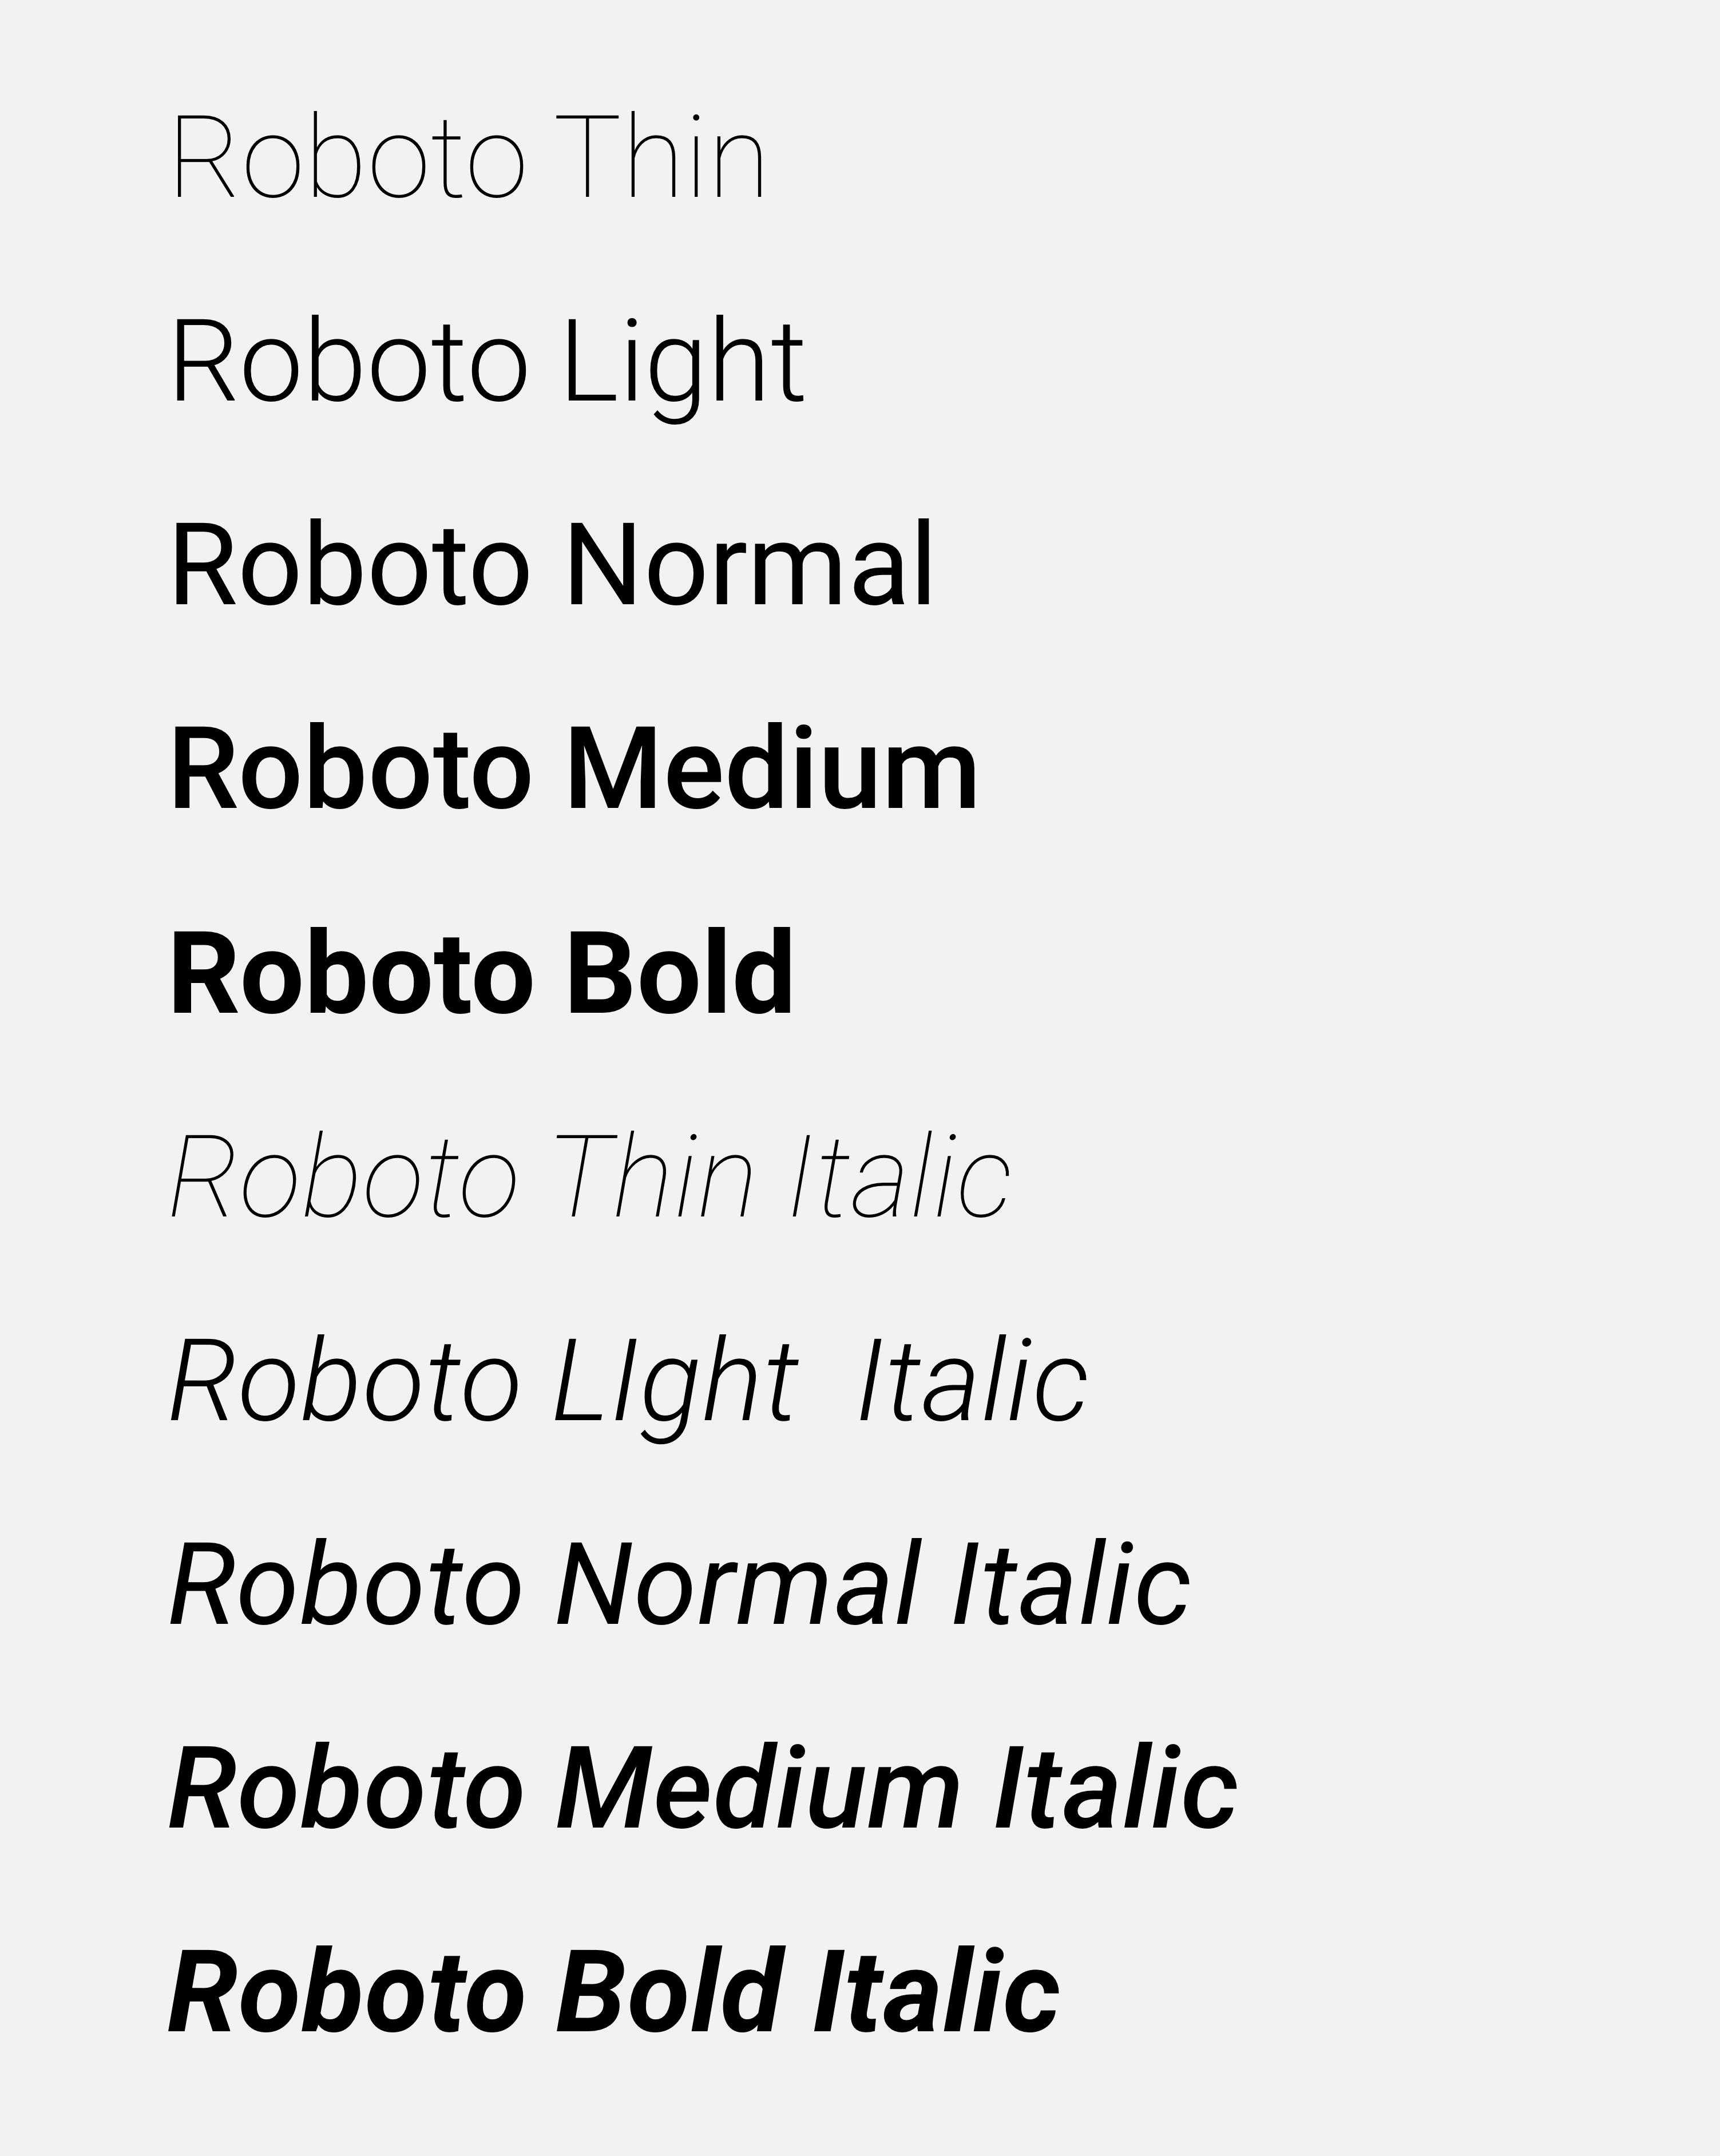 Roboto Thin
Roboto Light
Roboto Normal
Roboto Medium
Roboto Bold
Roboto Thin Italic
Roboto LIght  Italic
Roboto Normal Italic
Roboto Medium Italic
Roboto Bold Italic